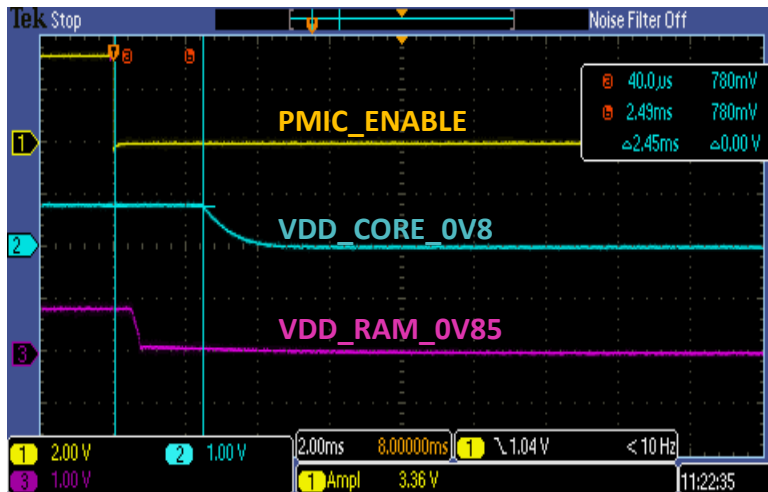 Tek Stop
Noise Filter Off
a 40.0µs 780mV
b 2.49ms 780mV
△2.45ms △0.00 V
T a b
PMIC_ENABLE
1
VDD_CORE_0V8
2
VDD_RAM_0V85
3
1 2.00 V 2 1.00 V
3 1.00 V
2.00ms 8.00000ms
1 1.04 V <10 Hz
1 Ampl 3.36 V
11:22:35